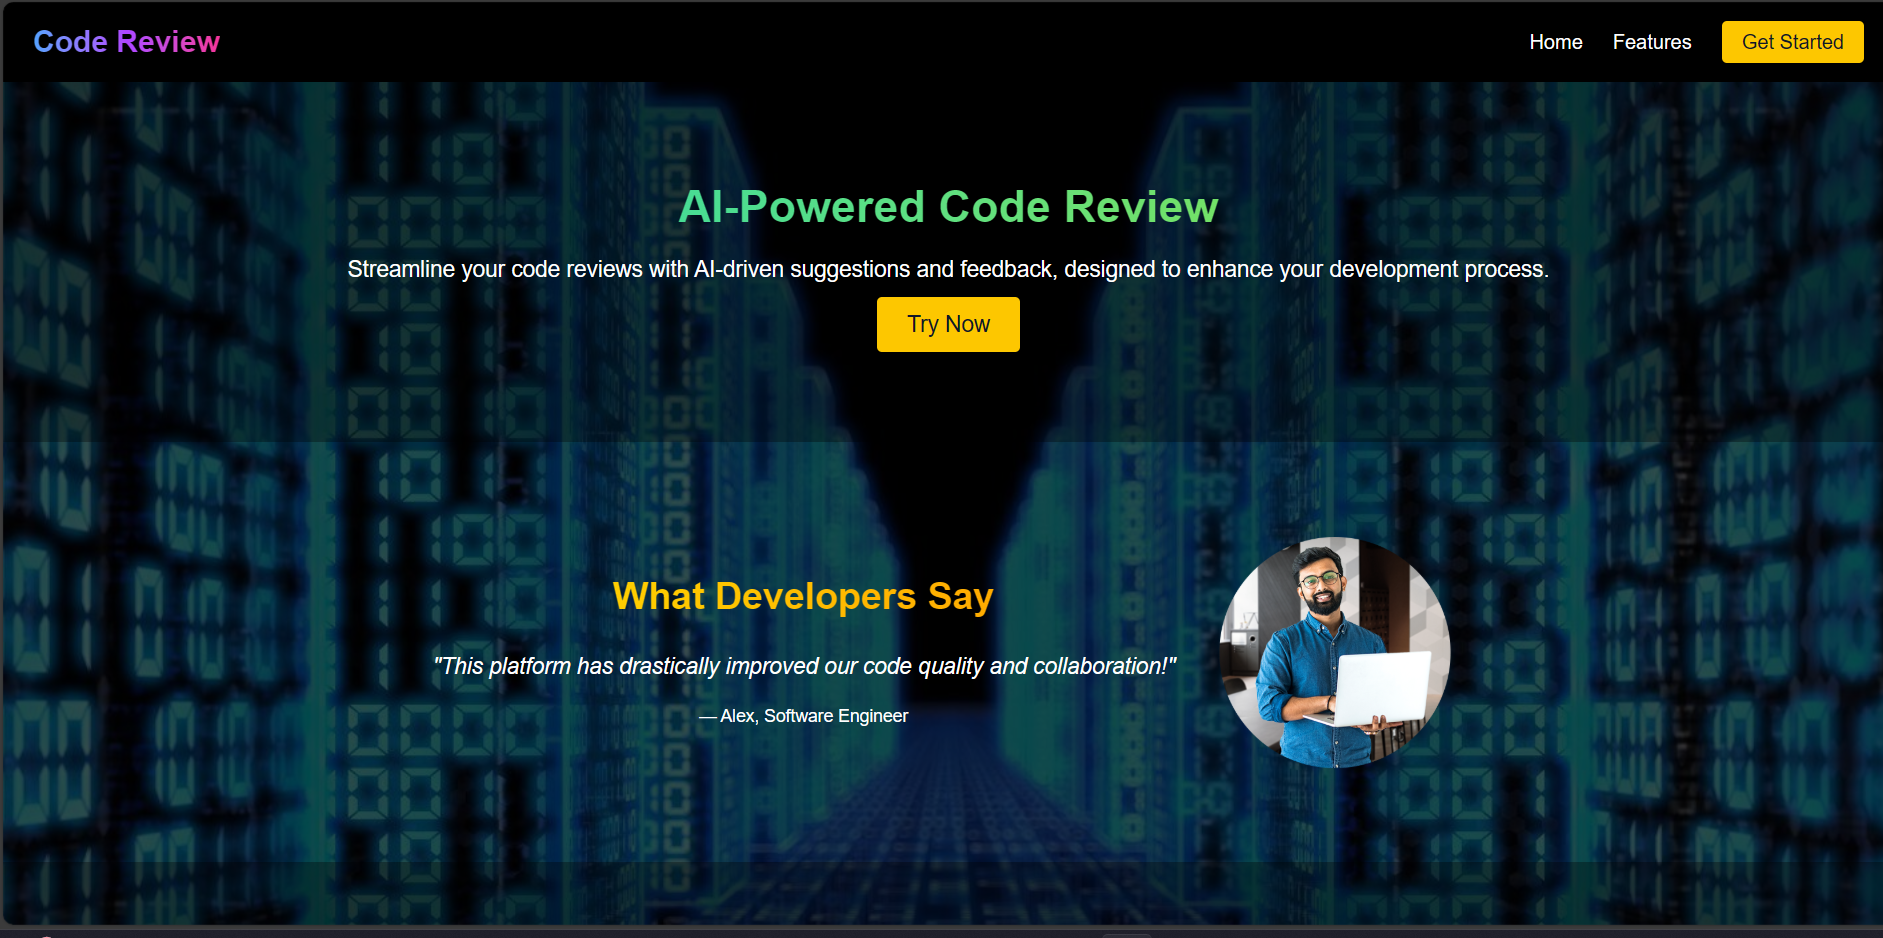 Code Review
Home
Features
Get Started
AI-Powered Code Review
Streamline your code reviews with AI-driven suggestions and feedback, designed to enhance your development process.
Try Now
What Developers Say
"This platform has drastically improved our code quality and collaboration!"
— Alex, Software Engineer